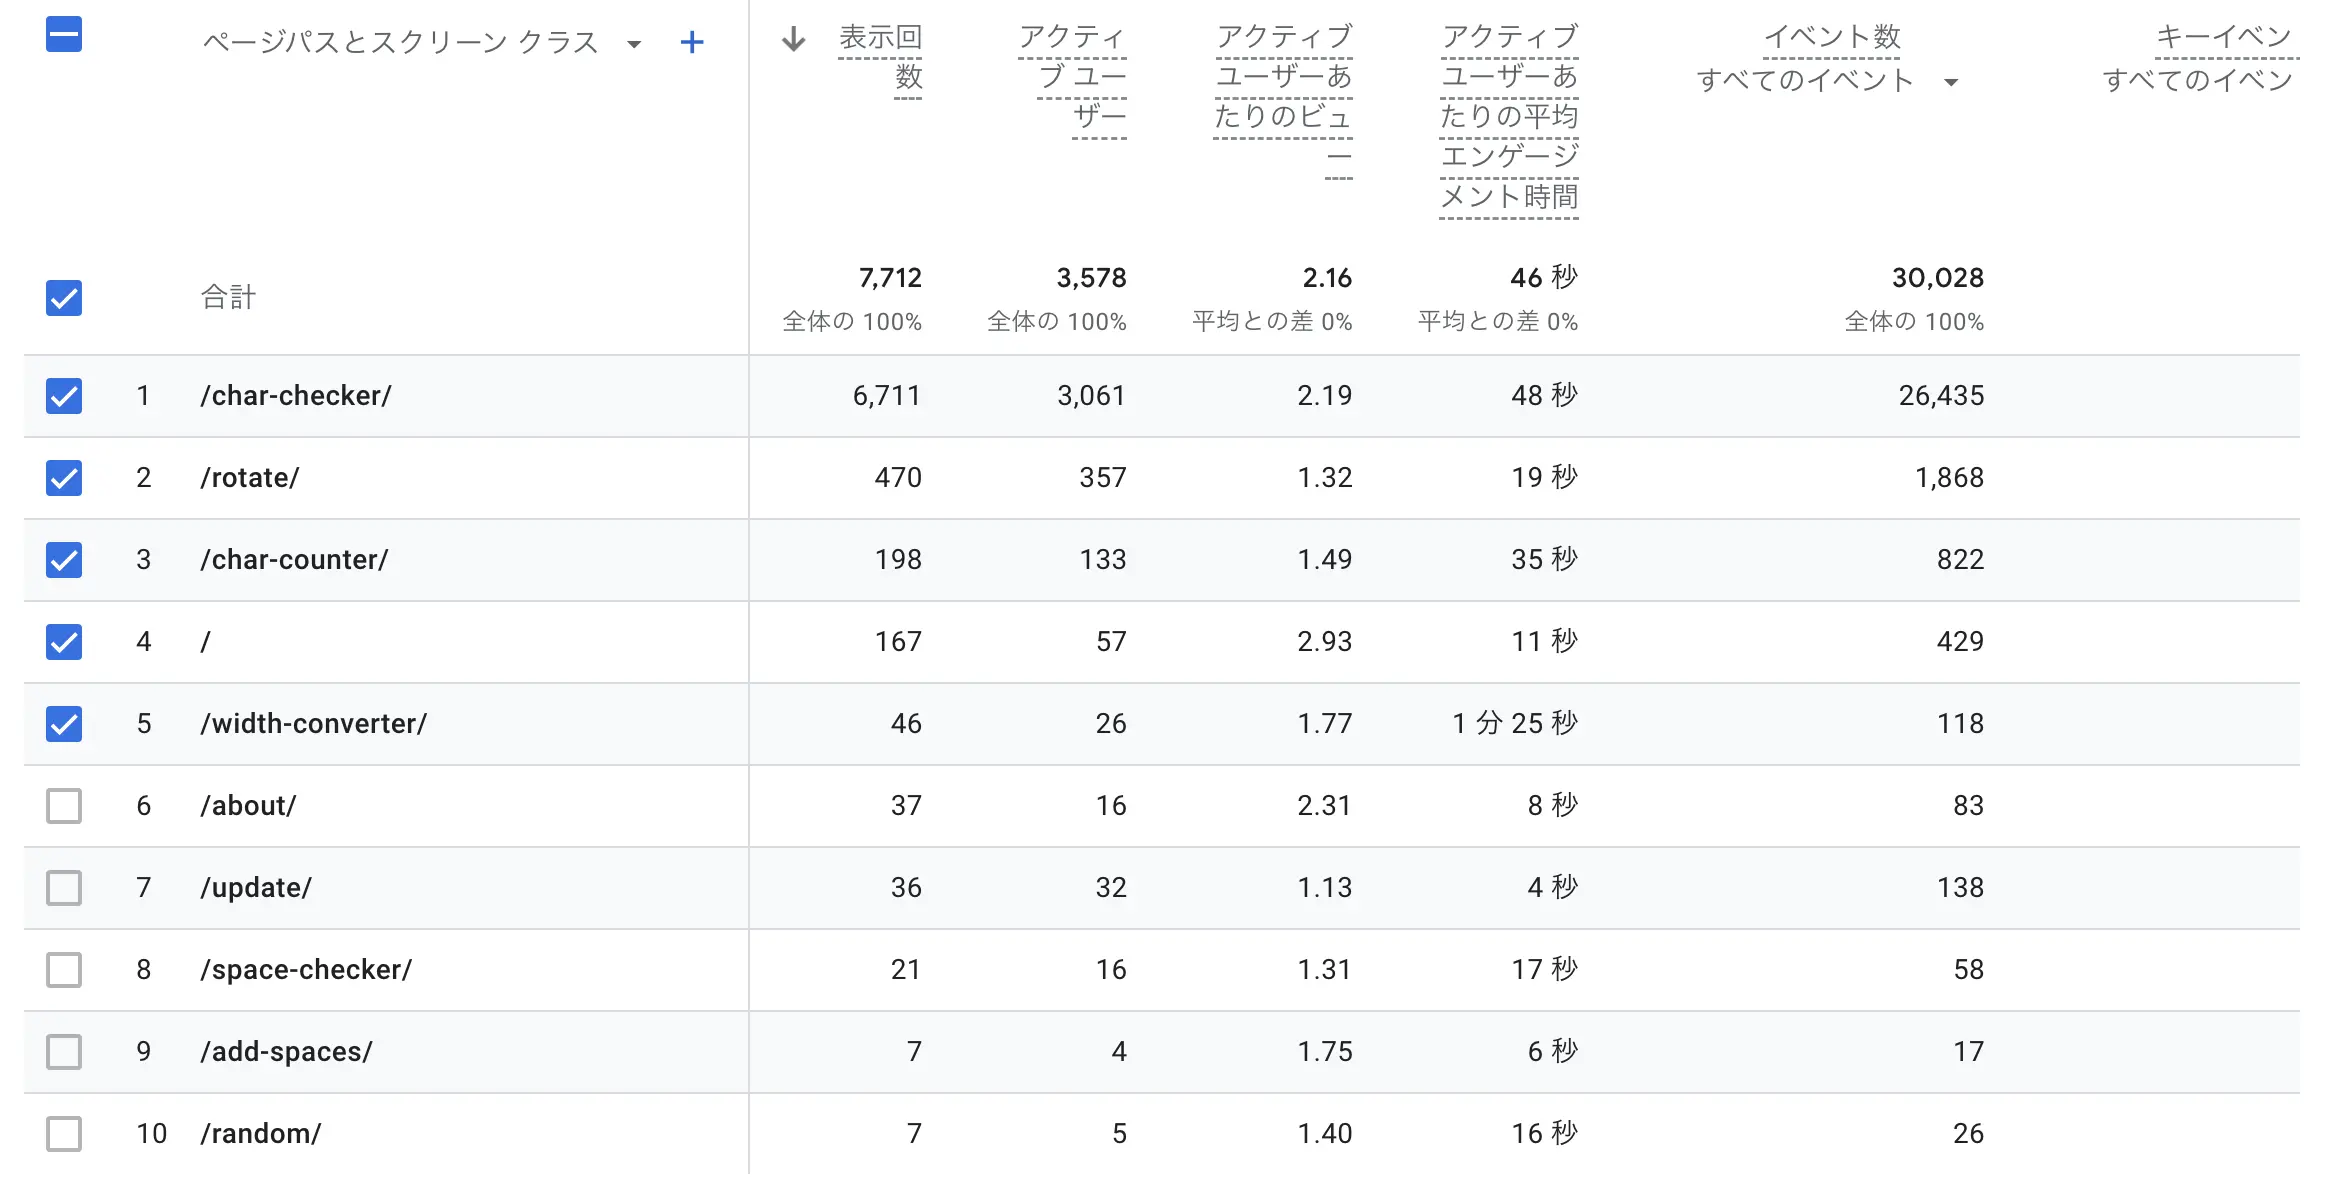 ページパスとスクリーン クラス
表示回
数
アクティ
ブ ユー
ザー
アクティブ
ユーザーあ
たりのビュ
ー
アクティブ
ユーザーあ
たりの平均
エンゲージ
メント時間
イベント数
すべてのイベント
キーイベン
すべてのイベン
合計 7,712 3,578 2.16 46 秒 30,028
全体の 100% 全体の 100% 平均との差 0% 平均との差 0% 全体の 100%
1 /char-checker/ 6,711 3,061 2.19 48 秒 26,435
2 /rotate/ 470 357 1.32 19 秒 1,868
3 /char-counter/ 198 133 1.49 35 秒 822
4 / 167 57 2.93 11 秒 429
5 /width-converter/ 46 26 1.77 1 分 25 秒 118
6 /about/ 37 16 2.31 8 秒 83
7 /update/ 36 32 1.13 4 秒 138
8 /space-checker/ 21 16 1.31 17 秒 58
9 /add-spaces/ 7 4 1.75 6 秒 17
10 /random/ 7 5 1.40 16 秒 26